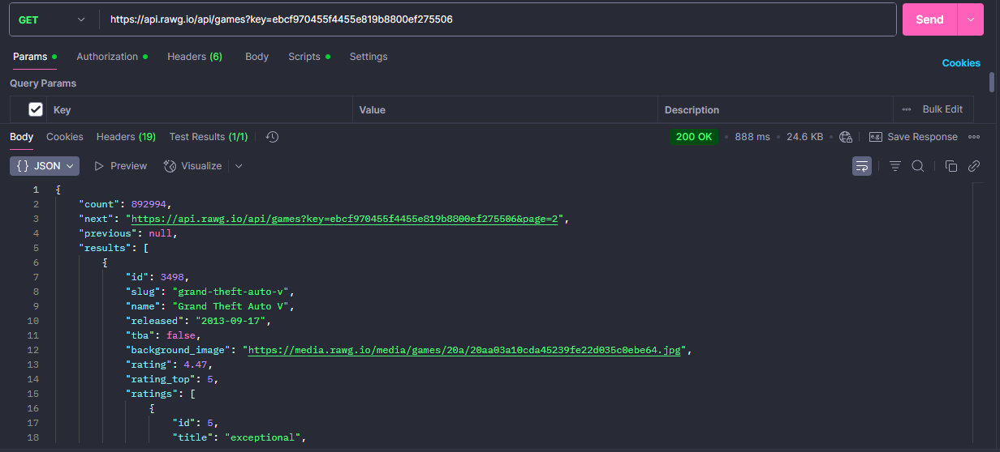 GET https://api.rawg.io/api/games?key=ebcf970455f4455e819b8800ef275506 Send
Params Authorization Headers (6) Body Scripts Settings Cookies
Query Params
Key Value Description Bulk Edit
Body Cookies Headers (19) Test Results (1/1) 200 OK 888 ms 24.6 KB e.g. Save Response
{ } JSON Preview Visualize
1 {
2 "count": 892994,
3 "next": "https://api.rawg.io/api/games?key=ebcf970455f4455e819b8800ef275506&page=2",
4 "previous": null,
5 "results": [
6 {
7 "id": 3498,
8 "slug": "grand-theft-auto-v",
9 "name": "Grand Theft Auto V",
10 "released": "2013-09-17",
11 "tba": false,
12 "background_image": "https://media.rawg.io/media/games/20a/20aa03a10cda45239fe22d035c0ebe64.jpg",
13 "rating": 4.47,
14 "rating_top": 5,
15 "ratings": [
16 {
17 "id": 5,
18 "title": "exceptional",